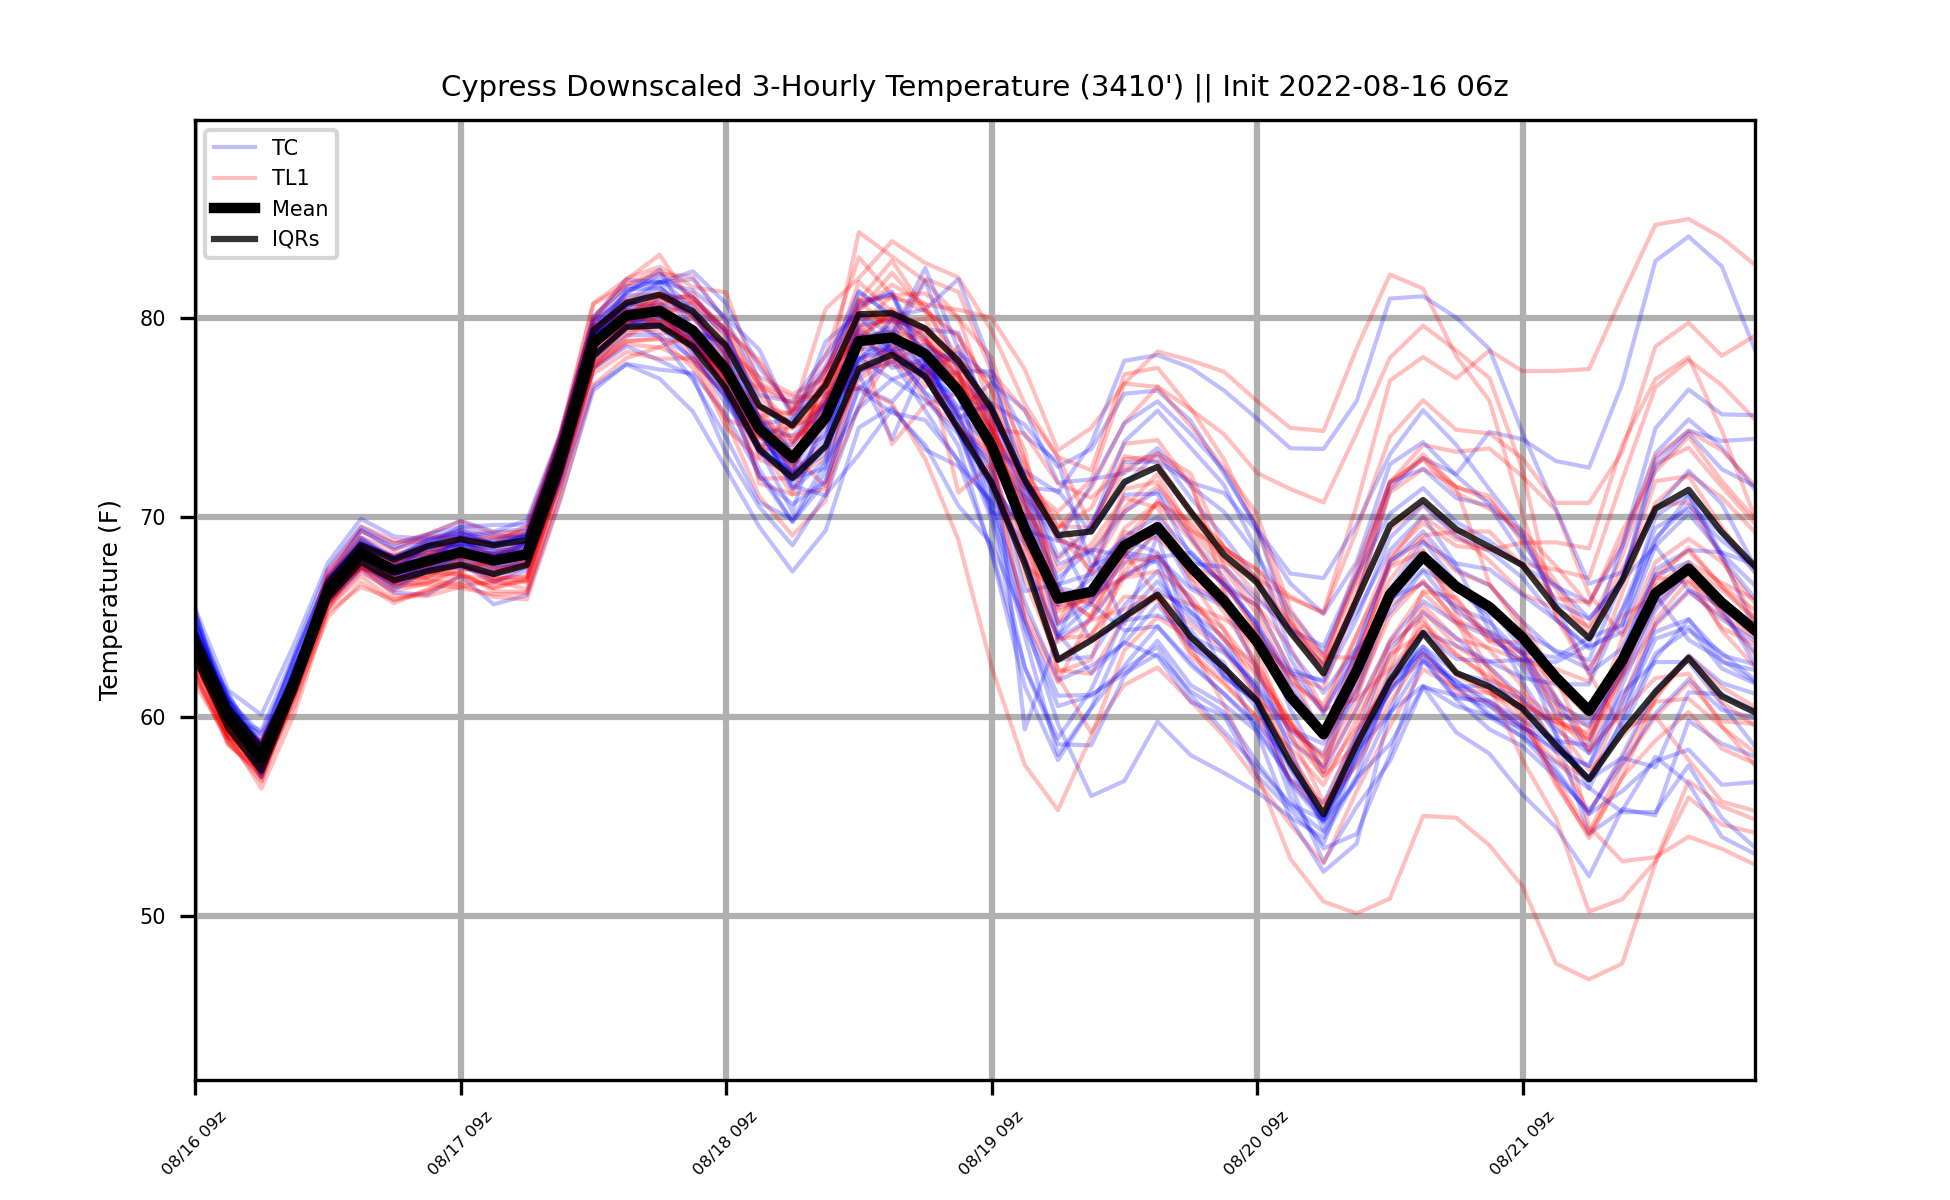 Cypress Downscaled 3-Hourly Temperature (3410') || Init 2022-08-16 06z
TC
TL1
Mean
IQRs
Temperature (F)
80
70
60
50
08/16 09z
08/17 09z
08/18 09z
08/19 09z
08/20 09z
08/21 09z